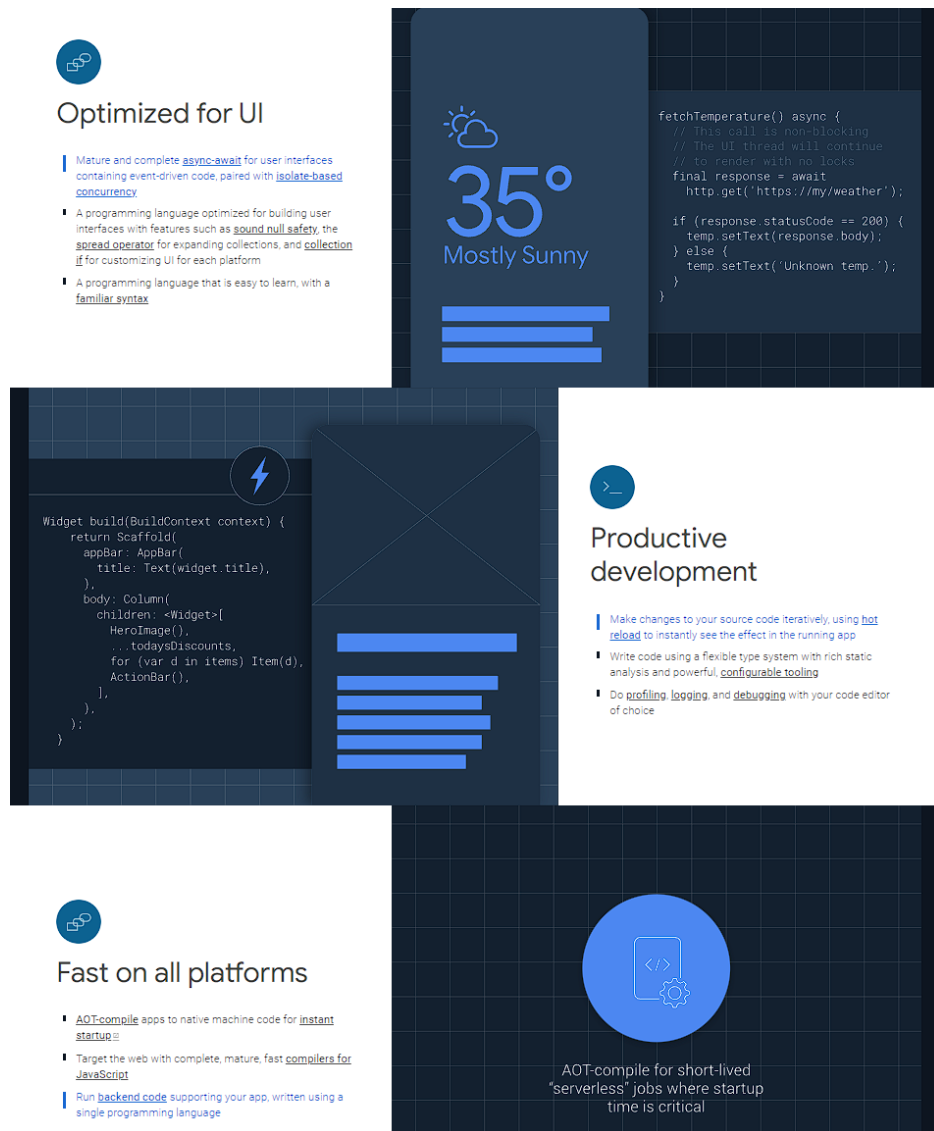 Optimized for UI
Mature and complete async-await for user interfaces
containing event-driven code, paired with isolate-based
concurrency
A programming language optimized for building user
interfaces with features such as sound null safety, the
spread operator for expanding collections, and collection
if for customizing UI for each platform
A programming language that is easy to learn, with a
familiar syntax
35°
Mostly Sunny
fetchTemperature() async {
// This call is non-blocking
// The UI thread will continue
// to render with no locks
final response = await
http.get('https://my/weather');
if (response.statusCode == 200) {
temp.setText(response.body);
} else {
temp.setText('Unknown temp.');
}
}
Widget build(BuildContext context) {
return Scaffold(
appBar: AppBar(
title: Text(widget.title),
),
body: Column(
children: <Widget>[
HeroImage(),
...todaysDiscounts,
for (var d in items) Item(d),
ActionBar(),
],
),
);
}
Productive
development
Make changes to your source code iteratively, using hot
reload to instantly see the effect in the running app
Write code using a flexible type system with rich static
analysis and powerful, configurable tooling
Do profiling, logging, and debugging with your code editor
of choice
Fast on all platforms
AOT-compile apps to native machine code for instant
startup
Target the web with complete, mature, fast compilers for
JavaScript
Run backend code supporting your app, written using a
single programming language
</>
AOT-compile for short-lived
“serverless” jobs where startup
time is critical